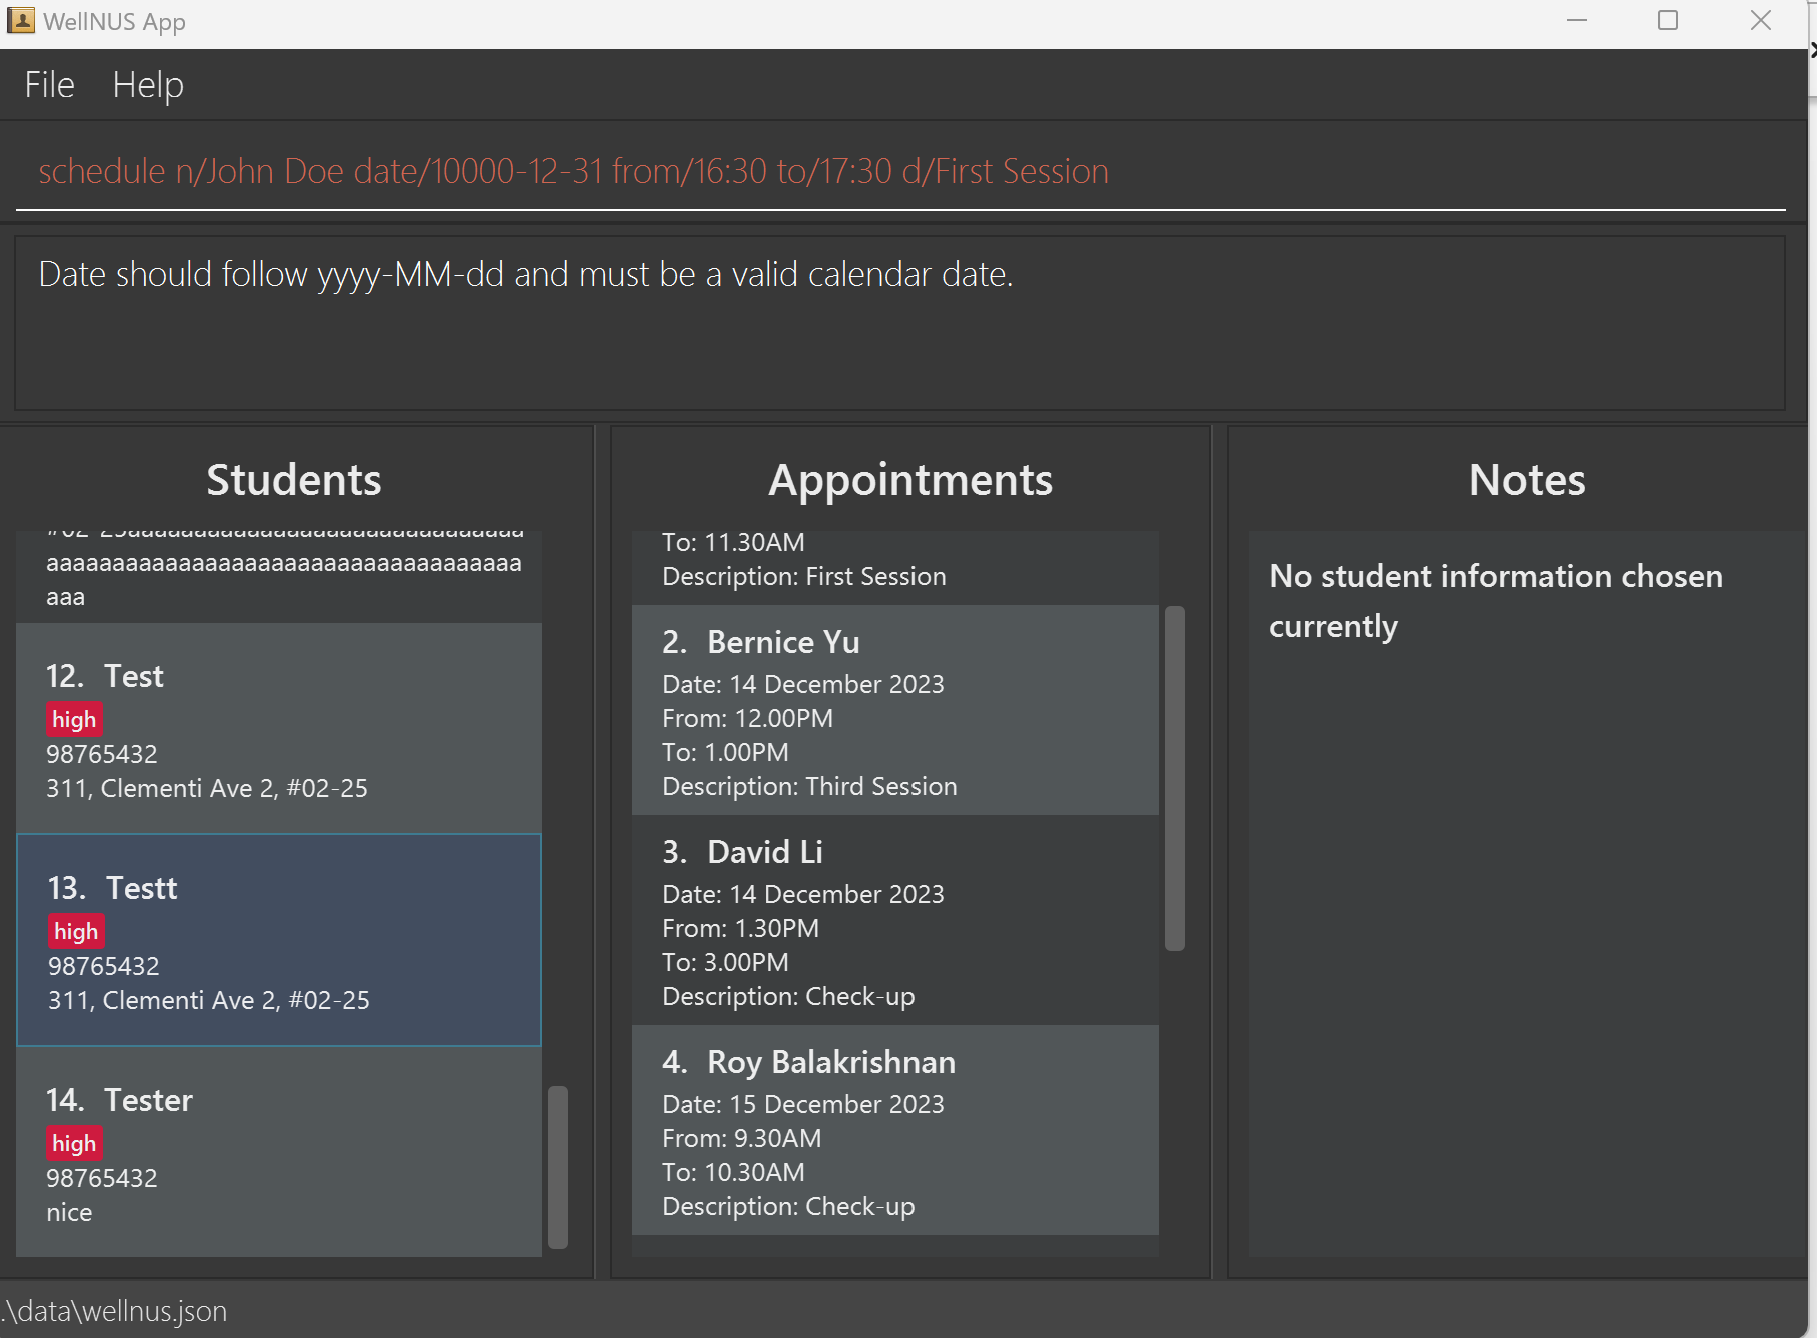 WellNUS App
File Help
schedule n/John Doe date/10000-12-31 from/16:30 to/17:30 d/First Session
Date should follow yyyy-MM-dd and must be a valid calendar date.
Students
aaaaaaaaaaaaaaaaaaaaaaaaaaaaaaaaaaaa
aaa
12. Test
high
98765432
311, Clementi Ave 2, #02-25
13. Testt
high
98765432
311, Clementi Ave 2, #02-25
14. Tester
high
98765432
nice
Appointments
To: 11.30AM
Description: First Session
2. Bernice Yu
Date: 14 December 2023
From: 12.00PM
To: 1.00PM
Description: Third Session
3. David Li
Date: 14 December 2023
From: 1.30PM
To: 3.00PM
Description: Check-up
4. Roy Balakrishnan
Date: 15 December 2023
From: 9.30AM
To: 10.30AM
Description: Check-up
Notes
No student information chosen
currently
.\data\wellnus.json